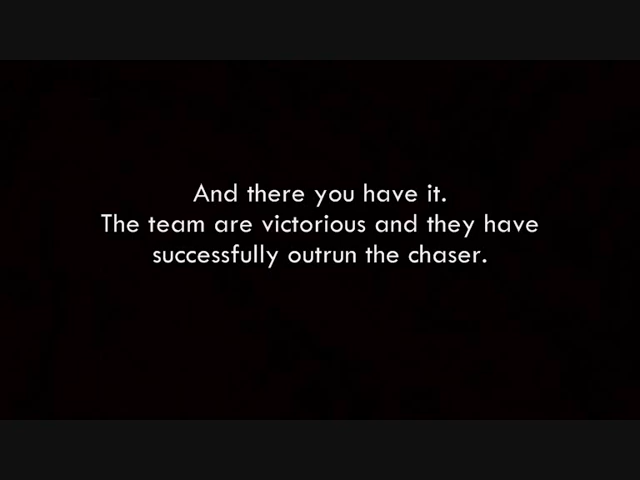 And there you have it.
The team are victorious and they have
successfully outrun the chaser.